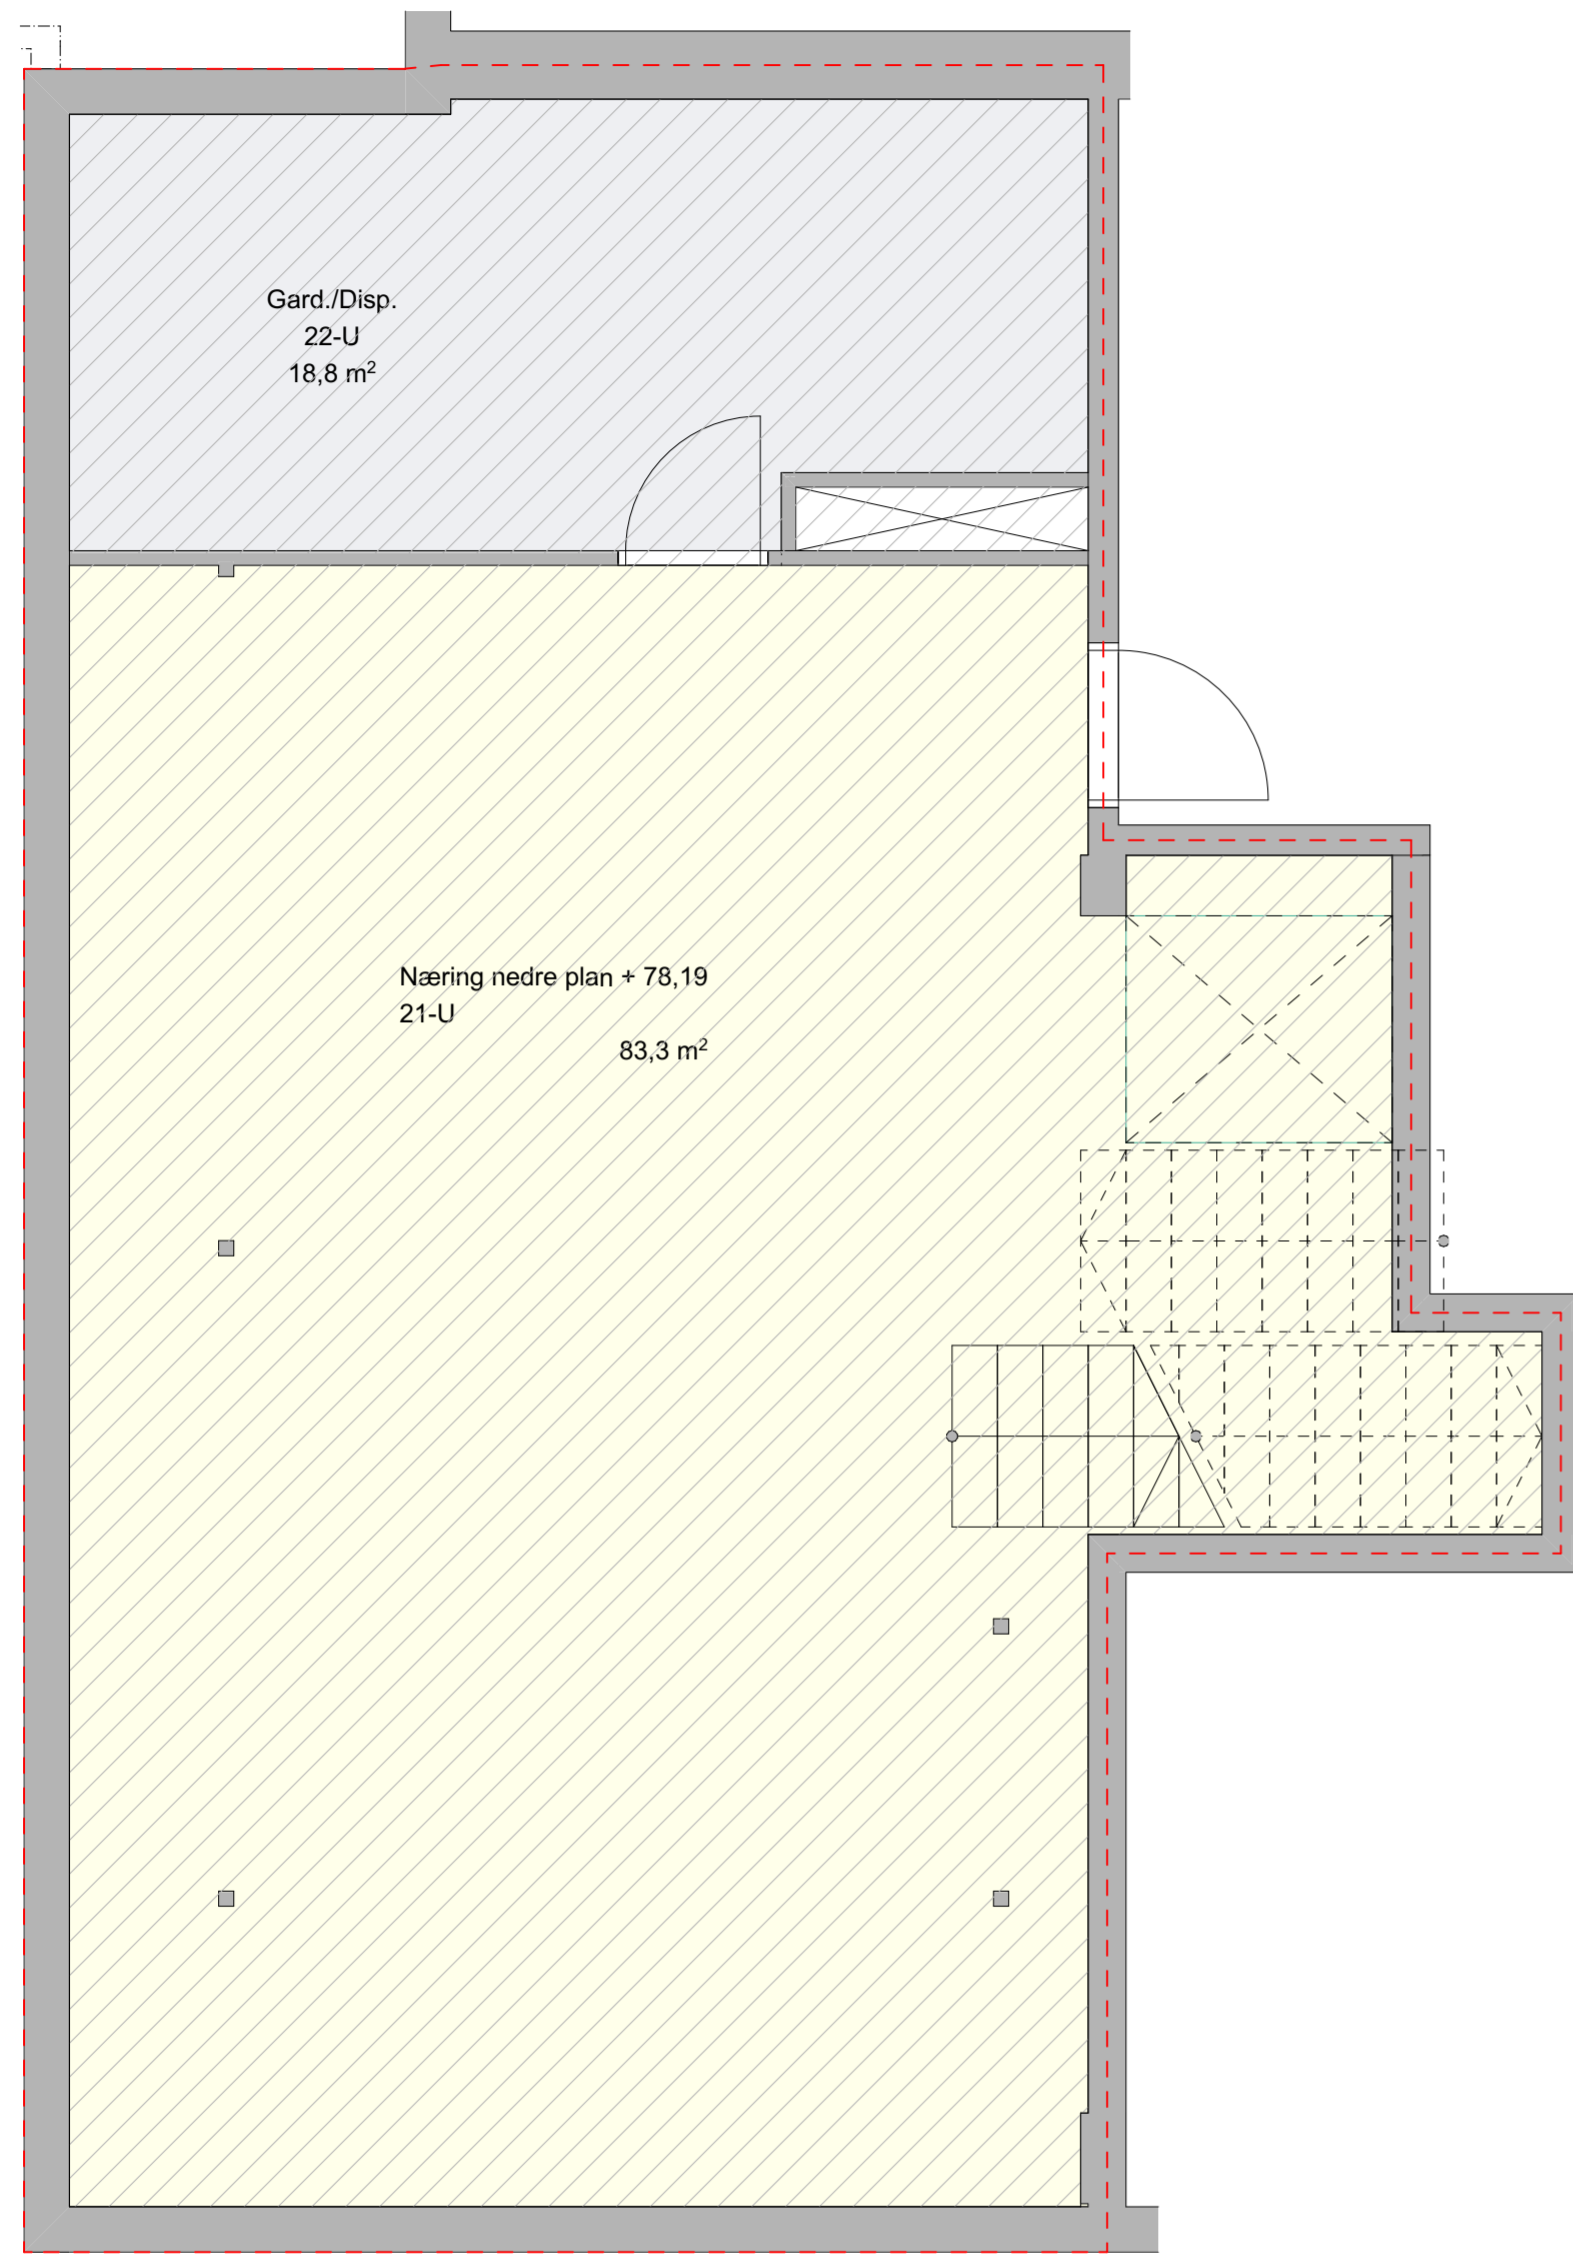 Gard./Disp.
22-U
18,8 m²
Næring nedre plan + 78,19
21-U
83,3 m²